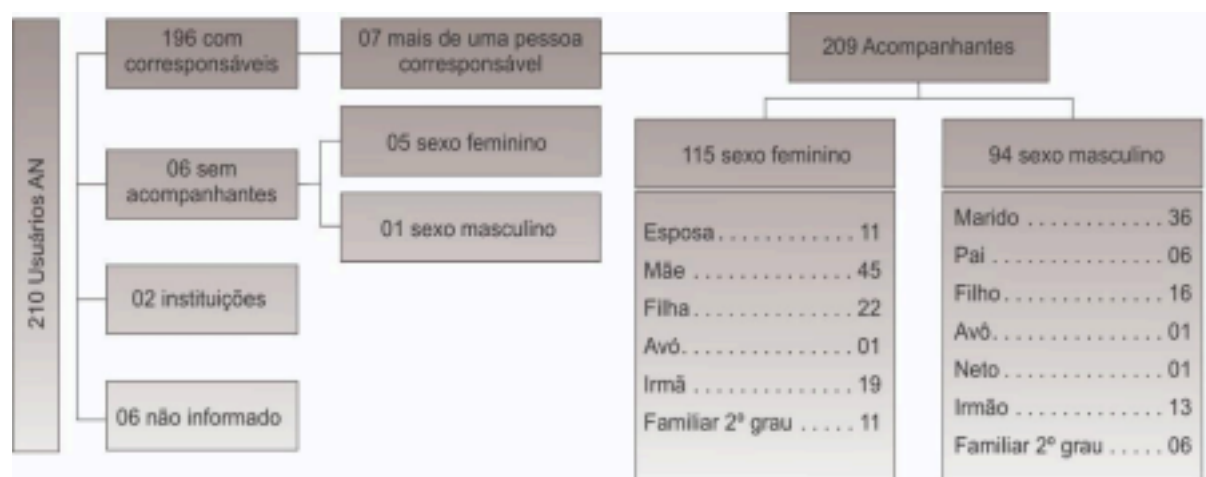 210 Usuários AN
196 com
corresponsáveis
07 mais de uma pessoa
corresponsável
209 Acompanhantes
06 sem
acompanhantes
05 sexo feminino
01 sexo masculino
02 instituições
06 não informado
115 sexo feminino
Esposa . . . . . . . . . . . . 11
Mãe . . . . . . . . . . . . . . 45
Filha . . . . . . . . . . . . . . 22
Avó. . . . . . . . . . . . . . . 01
Irmã . . . . . . . . . . . . . . 19
Familiar 2º grau . . . . . 11
94 sexo masculino
Marido . . . . . . . . . . . . 36
Pai . . . . . . . . . . . . . . . 06
Filho . . . . . . . . . . . . . . 16
Avô. . . . . . . . . . . . . . . 01
Neto . . . . . . . . . . . . . . 01
Irmão . . . . . . . . . . . . . 13
Familiar 2º grau . . . . . 06